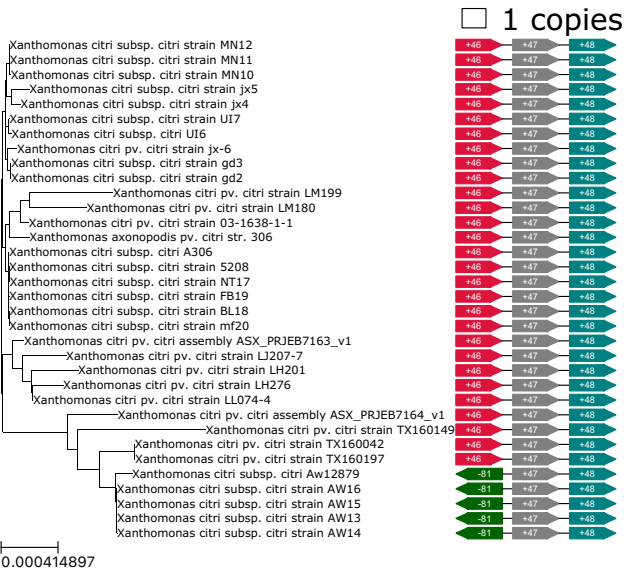 1 copies
Xanthomonas citri subsp. citri strain MN12 +46 +47 +48
Xanthomonas citri subsp. citri strain MN11 +46 +47 +48
Xanthomonas citri subsp. citri strain MN10 +46 +47 +48
Xanthomonas citri subsp. citri strain jx5 +46 +47 +48
Xanthomonas citri subsp. citri strain jx4 +46 +47 +48
Xanthomonas citri subsp. citri strain UI7 +46 +47 +48
Xanthomonas citri subsp. citri UI6 +46 +47 +48
Xanthomonas citri pv. citri strain jx-6 +46 +47 +48
Xanthomonas citri subsp. citri strain gd3 +46 +47 +48
Xanthomonas citri subsp. citri strain gd2 +46 +47 +48
Xanthomonas citri pv. citri strain LM199 +46 +47 +48
Xanthomonas citri pv. citri strain LM180 +46 +47 +48
Xanthomonas citri pv. citri strain 03-1638-1-1 +46 +47 +48
Xanthomonas axonopodis pv. citri str. 306 +46 +47 +48
Xanthomonas citri subsp. citri A306 +46 +47 +48
Xanthomonas citri subsp. citri strain 5208 +46 +47 +48
Xanthomonas citri subsp. citri strain NT17 +46 +47 +48
Xanthomonas citri subsp. citri strain FB19 +46 +47 +48
Xanthomonas citri subsp. citri strain BL18 +46 +47 +48
Xanthomonas citri subsp. citri strain mf20 +46 +47 +48
Xanthomonas citri pv. citri assembly ASX_PRJEB7163_v1 +46 +47 +48
Xanthomonas citri pv. citri strain LJ207-7 +46 +47 +48
Xanthomonas citri pv. citri strain LH201 +46 +47 +48
Xanthomonas citri pv. citri strain LH276 +46 +47 +48
Xanthomonas citri pv. citri strain LL074-4 +46 +47 +48
Xanthomonas citri pv. citri assembly ASX_PRJEB7164_v1 +46 +47 +48
Xanthomonas citri pv. citri strain TX160149 +46 +47 +48
Xanthomonas citri pv. citri strain TX160042 +46 +47 +48
Xanthomonas citri pv. citri strain TX160197 +46 +47 +48
Xanthomonas citri subsp. citri Aw12879 -81 +47 +48
Xanthomonas citri subsp. citri strain AW16 -81 +47 +48
Xanthomonas citri subsp. citri strain AW15 -81 +47 +48
Xanthomonas citri subsp. citri strain AW13 -81 +47 +48
Xanthomonas citri subsp. citri strain AW14 -81 +47 +48
0.000414897